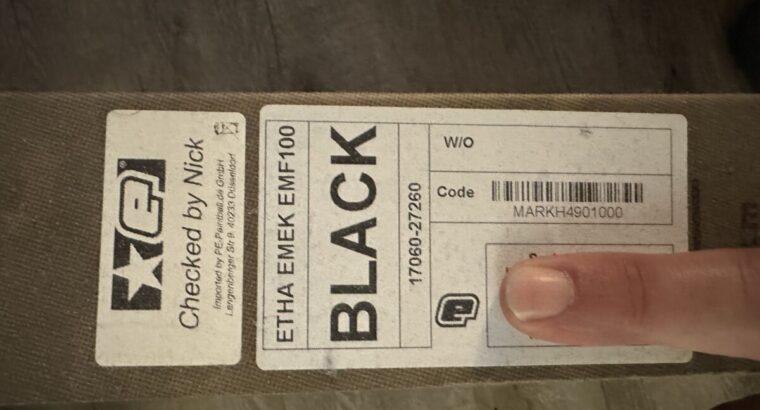 Checked by Nick
Imported by PE-Paintball.de GmbH
Langenberger Str 9, 40233 Düsseldorf
ETHA EMEK EMF100
BLACK
17060-27260
W/O
Code
MARKH4901000